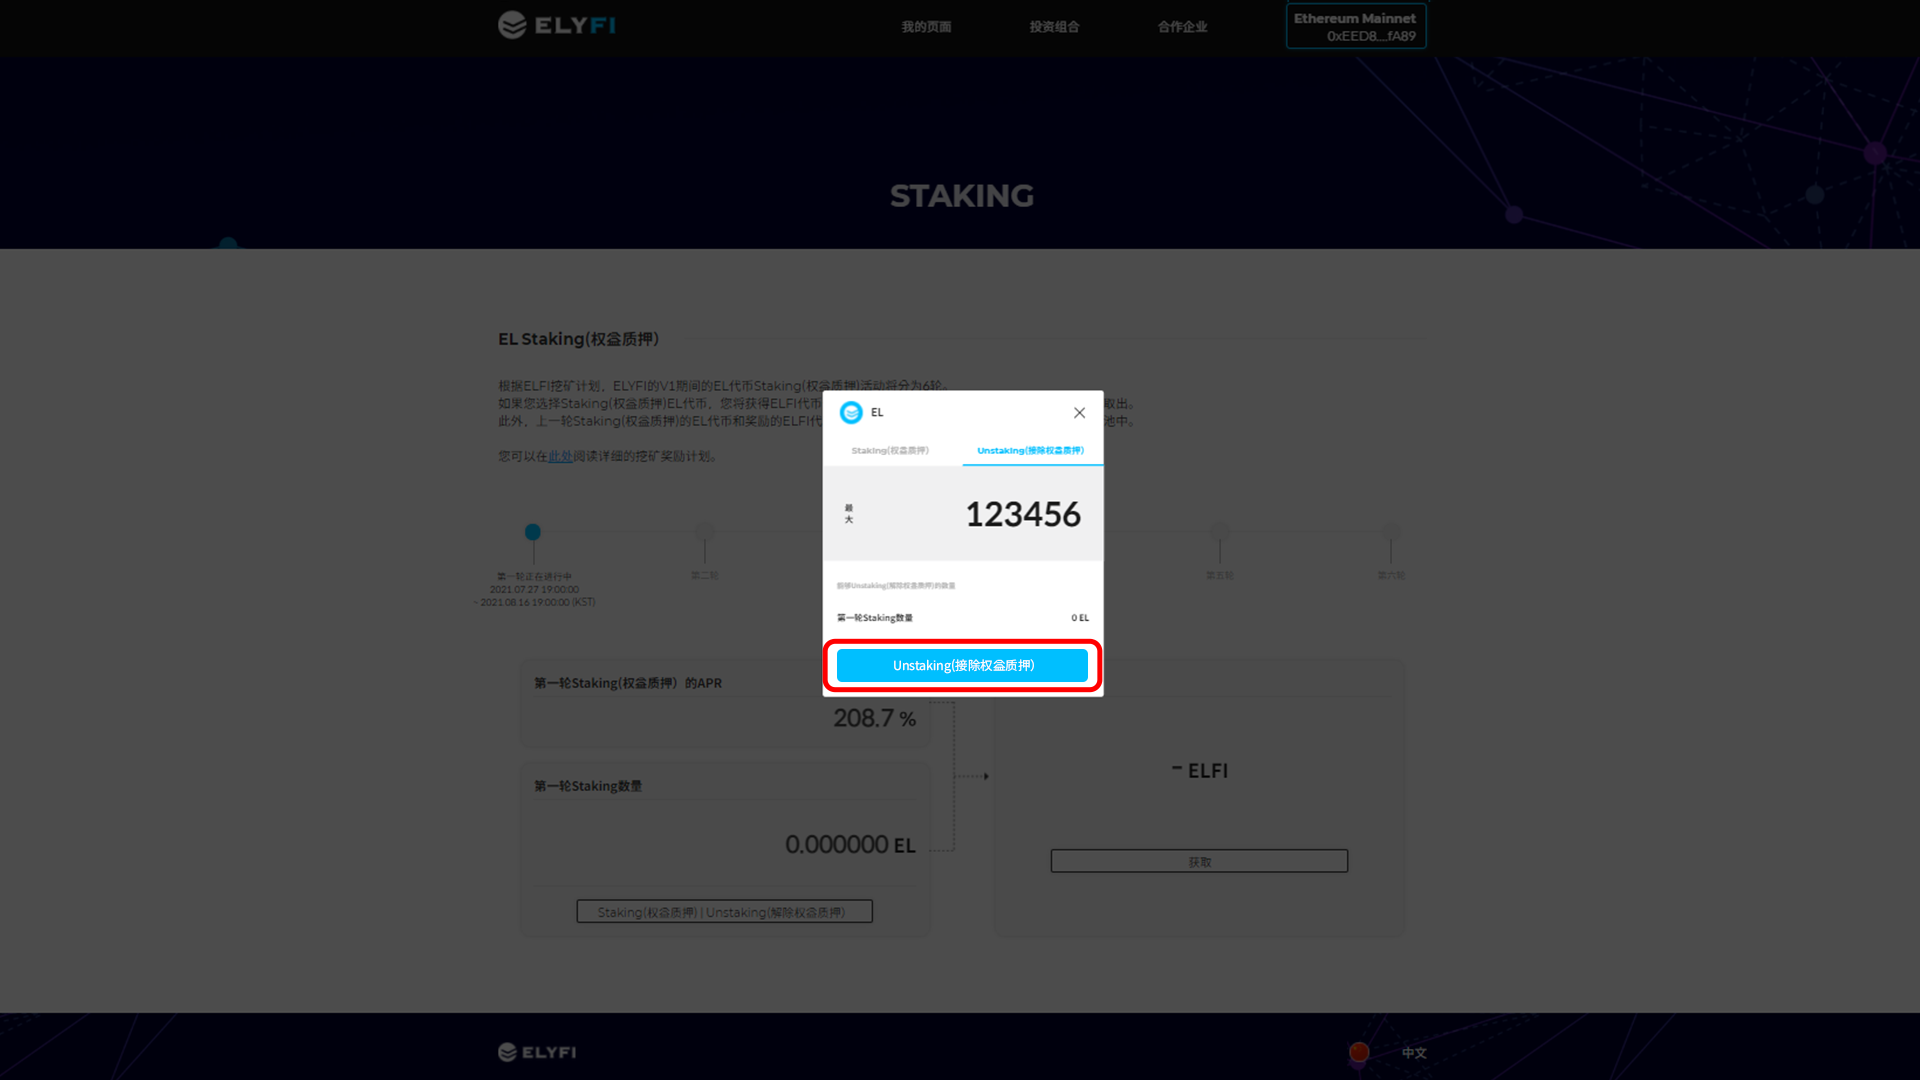 ELYFI
我的页面
投资组合
合作企业
Ethereum Mainnet
0xEED8....fA89
STAKING
EL Staking(权益质押)
根据ELFI挖矿计划，ELYFI的V1期间的EL代币Staking(权益质押)活动将分为6轮。
如果您选择Staking(权益质押)EL代币，您将获得ELFI代币
取出。
此外，上一轮Staking(权益质押)的EL代币和奖励的ELFI代
池中。
您可以在此处阅读详细的挖矿奖励计划。
EL
Staking(权益质押)
Unstaking(接除权益质押)
最大
123456
能够Unstaking(解除权益质押)的数量
第一轮Staking数量
0 EL
Unstaking(接除权益质押)
第一轮正在进行中
2021.07.27 19:00:00
~ 2021.08.16 19:00:00 (KST)
第二轮
第五轮
第六轮
第一轮Staking(权益质押）的APR
208.7 %
第一轮Staking数量
0.000000 EL
Staking(权益质押) | Unstaking(解除权益质押)
- ELFI
获取
ELYFI
中文